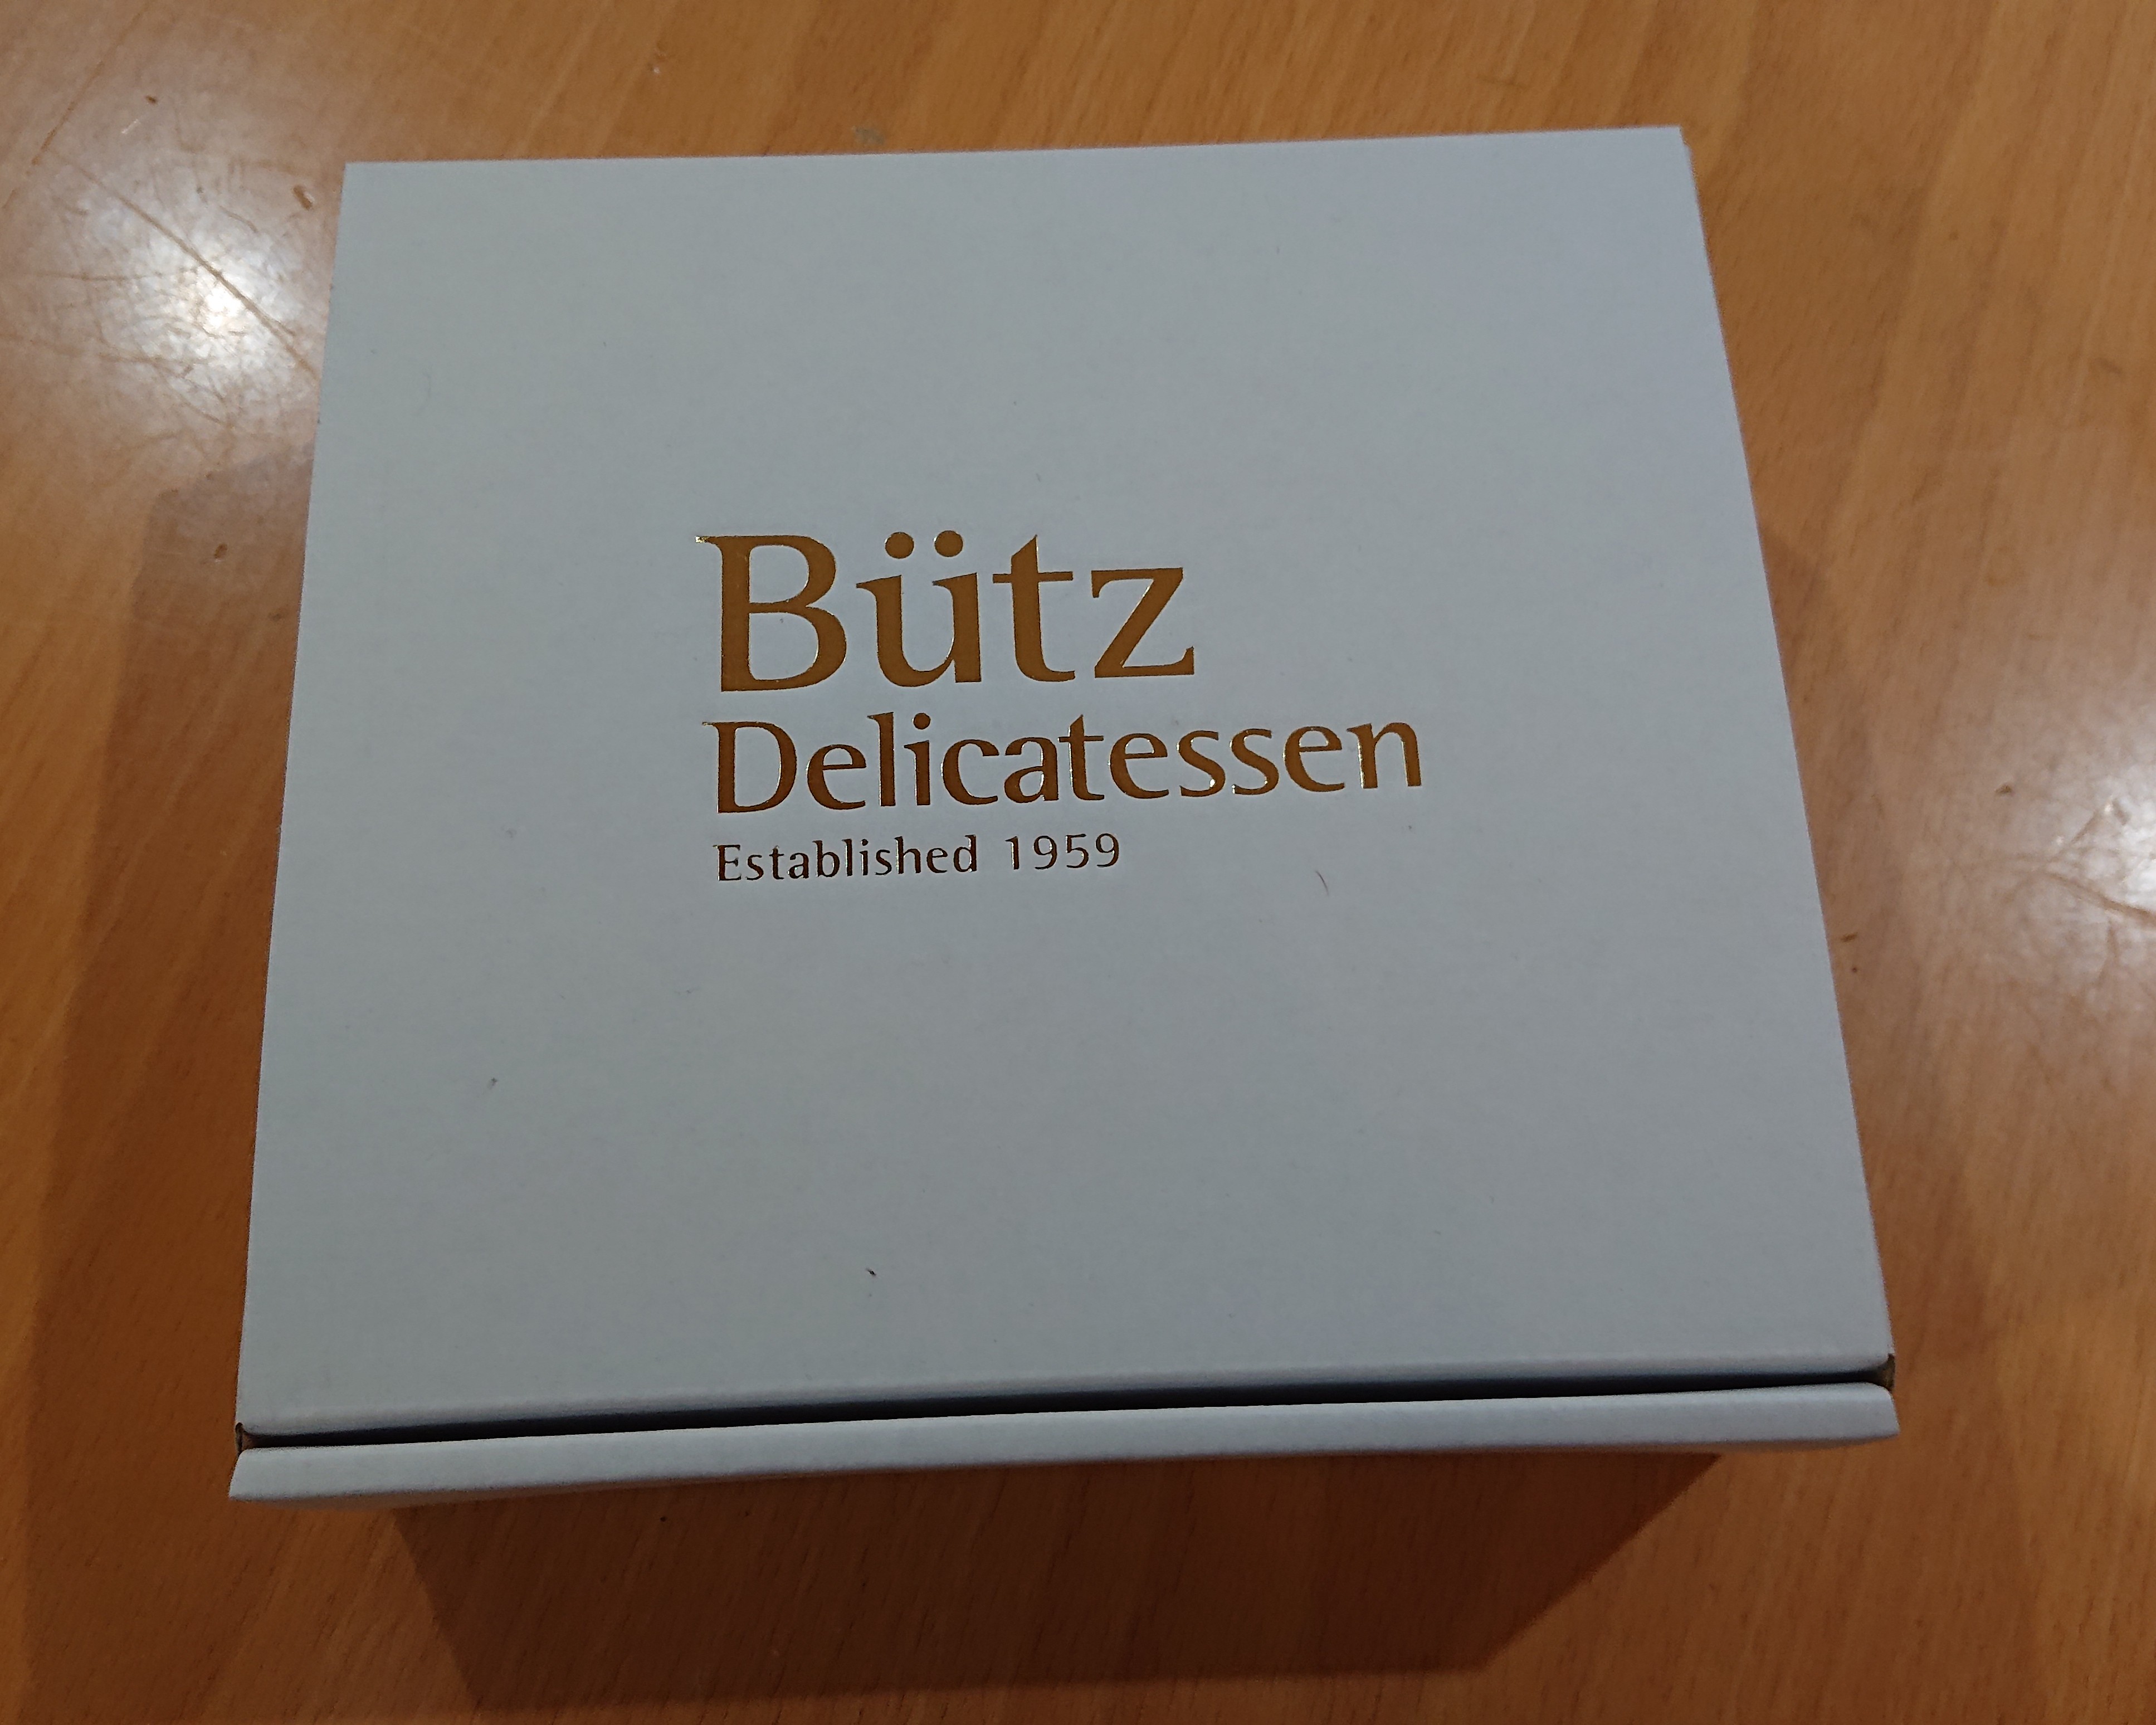 Bütz
Delicatessen
Established 1959